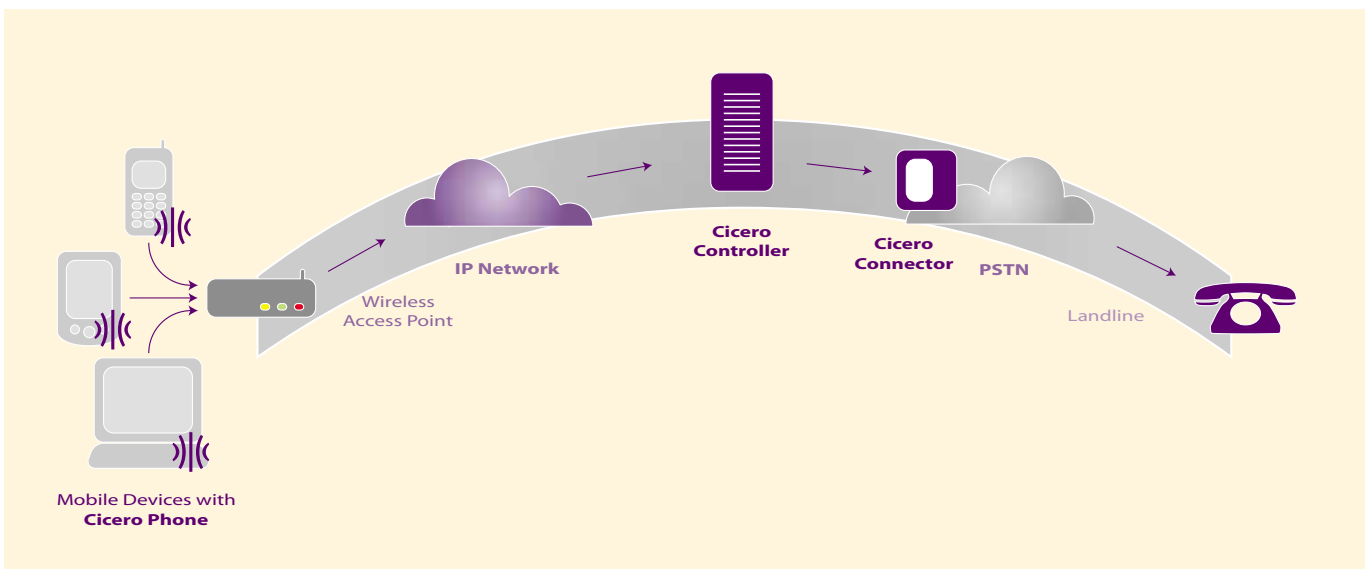 Cicero
Controller
Cicero
Connector
PSTN
IP Network
Wireless
Access Point
Landline
Mobile Devices with
Cicero Phone